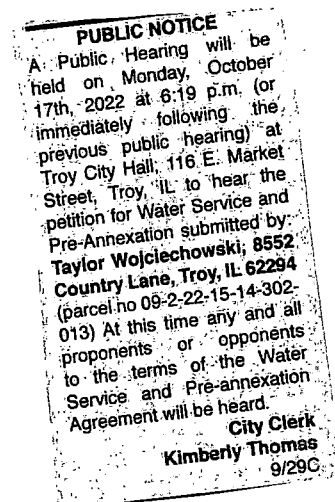 PUBLIC NOTICE
A Public Hearing will be
held on Monday, October
17th, 2022 at 6:19 p.m. (or
immediately following the
previous public hearing) at
Troy City Hall, 116 E. Market
Street, Troy, IL to hear the
petition for Water Service and
Pre-Annexation submitted by:
Taylor Wojciechowski; 8552
Country Lane, Troy, IL 62294
(parcel no 09-2-22-15-14-302-
013) At this time any and all
proponents or opponents
to the terms of the Water
Service and Pre-annexation
Agreement will be heard.
City Clerk
Kimberly Thomas
9/29C